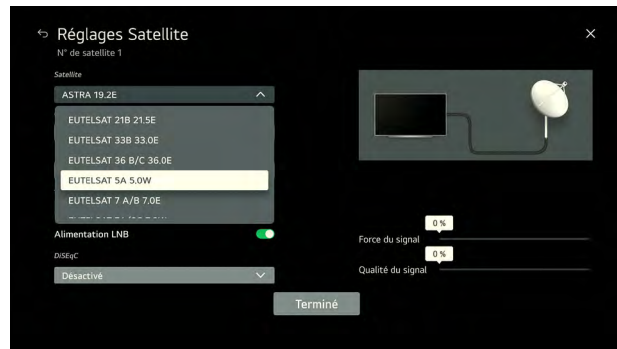 Réglages Satellite
N° de satellite 1
Satellite
ASTRA 19.2E
EUTELSAT 21B 21.5E
EUTELSAT 33B 33.0E
EUTELSAT 36 B/C 36.0E
EUTELSAT 5A 5.0W
EUTELSAT 7 A/B 7.0E
Alimentation LNB
DiSEqC
Désactivé
0 %
Force du signal
0 %
Qualité du signal
Terminé